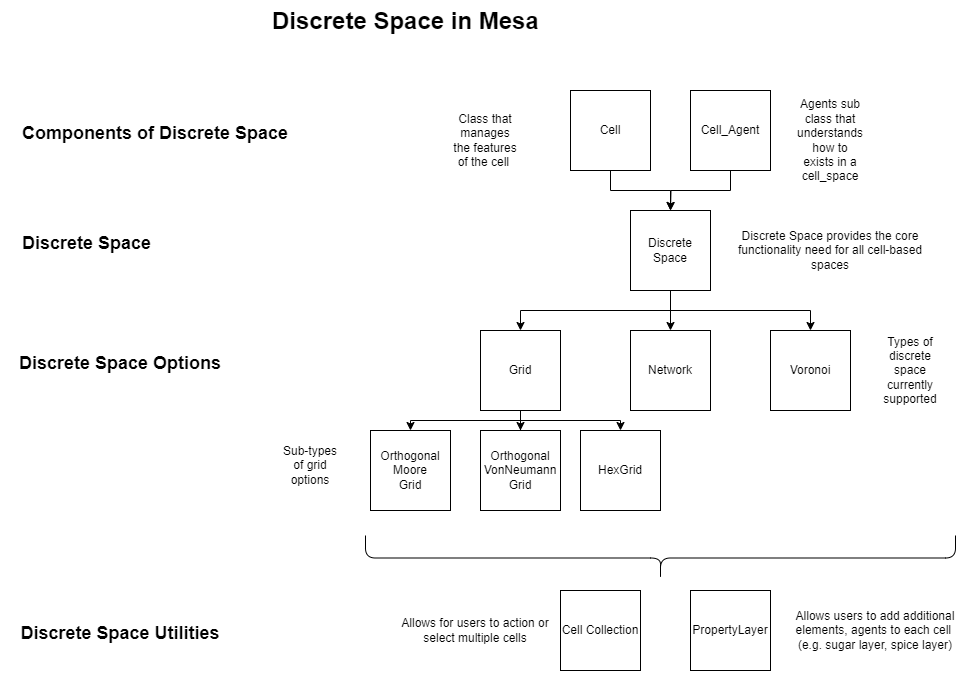 Discrete Space in Mesa
Components of Discrete Space
Class that
manages
the features
of the cell
Cell
Cell_Agent
Agents sub
class that
understands
how to
exists in a
cell_space
Discrete Space
Discrete
Space
Discrete Space provides the core
functionality need for all cell-based
spaces
Discrete Space Options
Grid
Network
Voronoi
Types of
discrete
space
currently
supported
Sub-types
of grid
options
Orthogonal
Moore
Grid
Orthogonal
VonNeumann
Grid
HexGrid
Discrete Space Utilities
Allows for users to action or
select multiple cells
Cell Collection
PropertyLayer
Allows users to add additional
elements, agents to each cell
(e.g. sugar layer, spice layer)